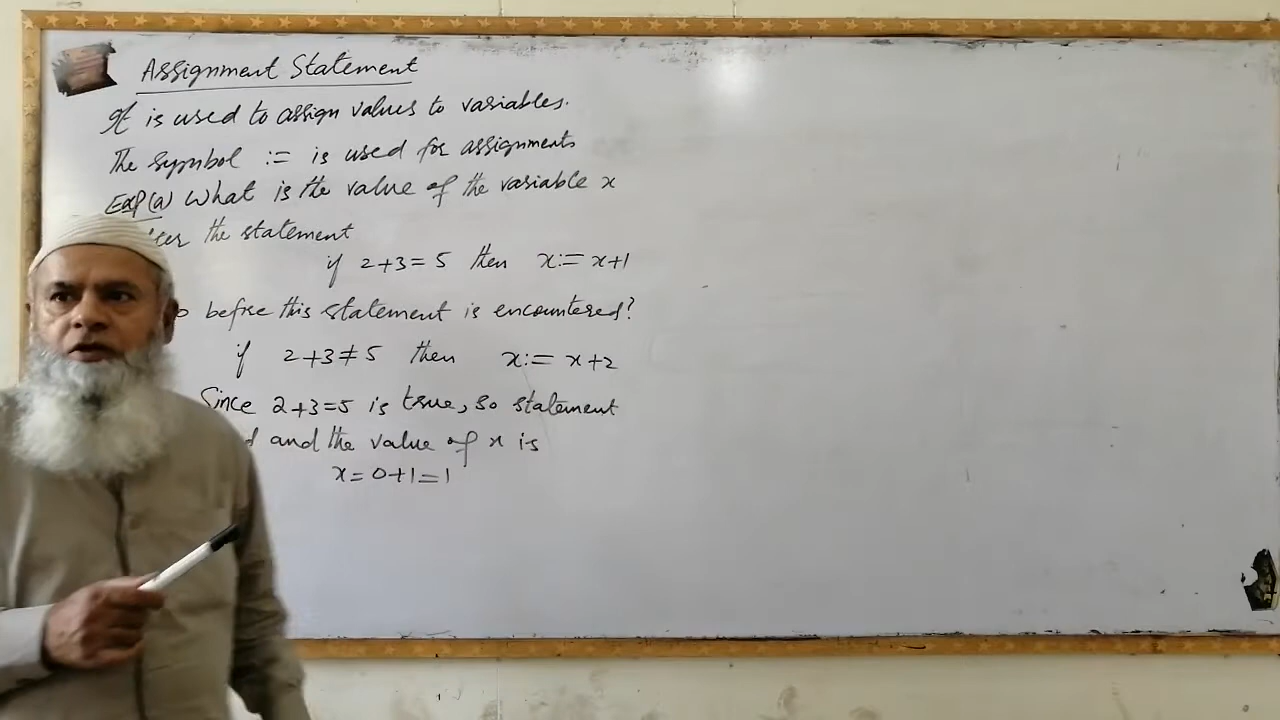 Assignment Statement
It is used to assign values to variables.
The symbol := is used for assignments
Exp(a) What is the value of the variable x
the statement
if 2+3=5 then x:=x+1
before this statement is encountered?
if 2+3≠5 then x:= x+2
Since 2+3=5 is true, so statement
and the value of x is
x=0+1=1